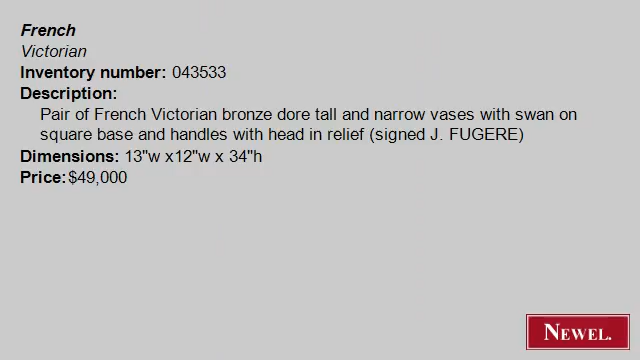 French
Victorian
Inventory number: 043533
Description:
Pair of French Victorian bronze dore tall and narrow vases with swan on
square base and handles with head in relief (signed J. FUGERE)
Dimensions: 13"w x12"w x 34"h
Price:$49,000
NEWEL.